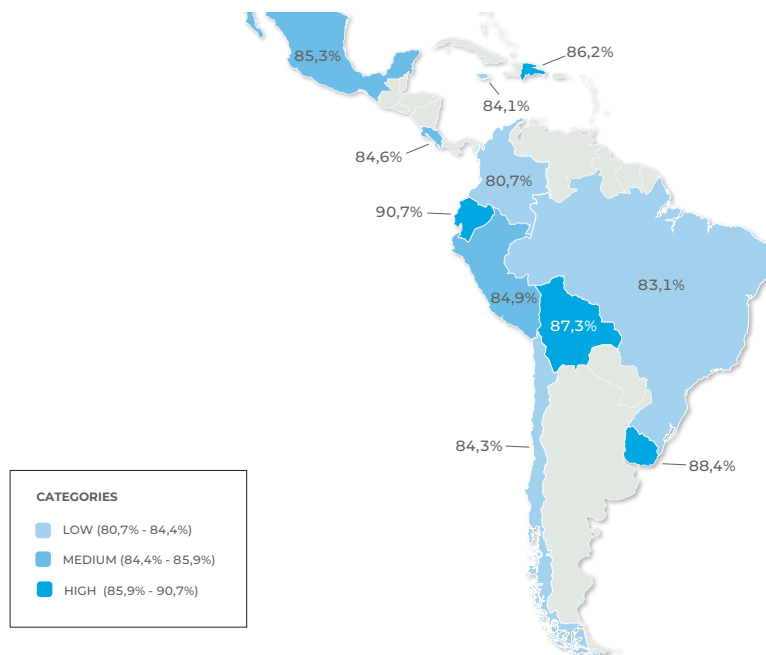 86,2%
85,3%
84,1%
84,6%
80,7%
90,7%
83,1%
84,9%
87,3%
84,3%
88,4%
CATEGORIES
LOW (80,7% - 84,4%)
MEDIUM (84,4% - 85,9%)
HIGH (85,9% - 90,7%)